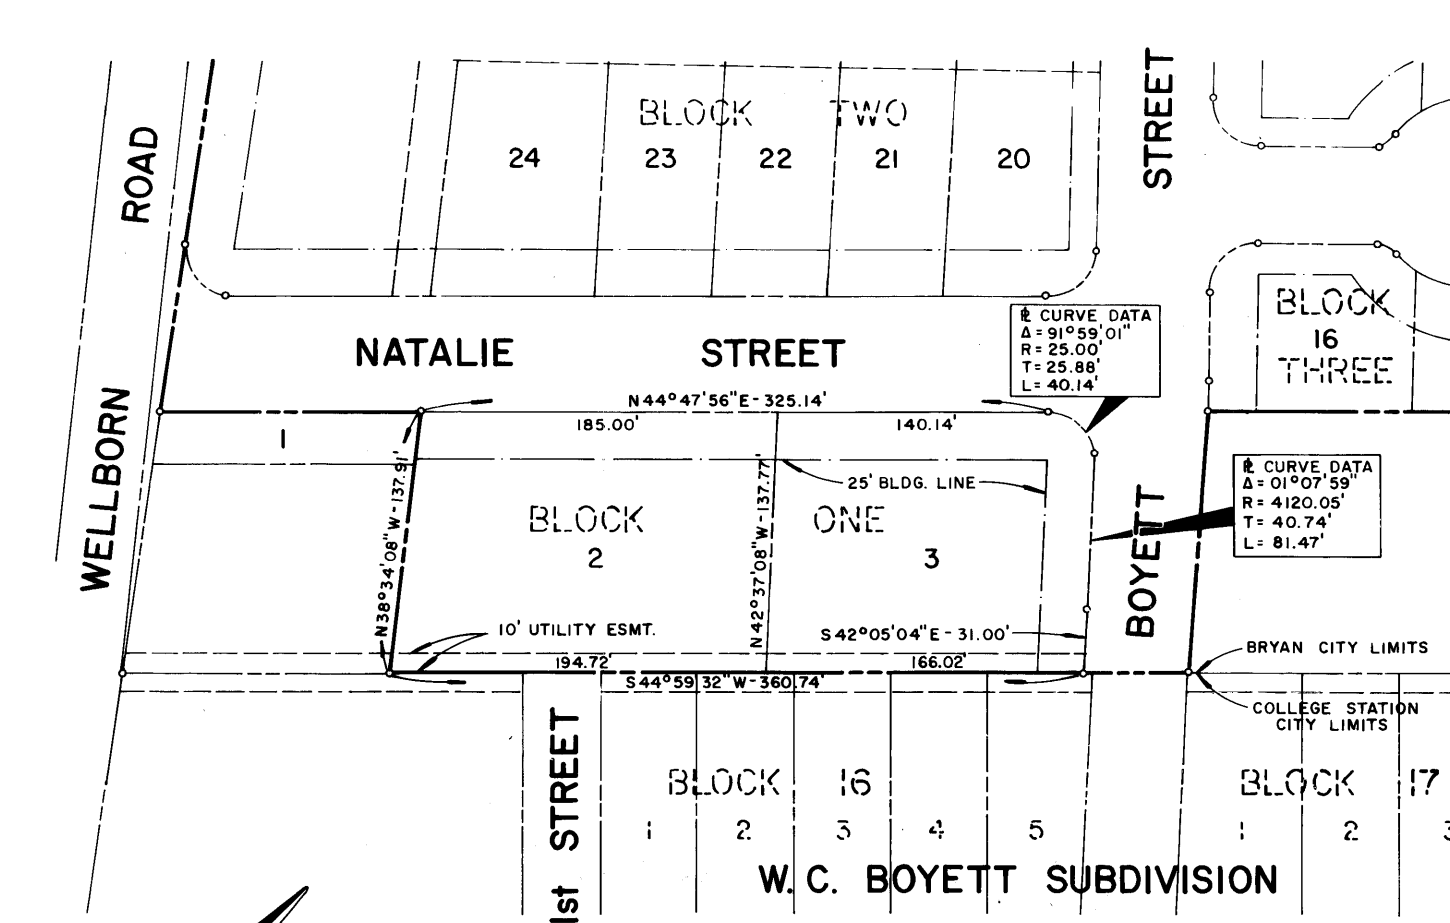 WELLBORN ROAD
BLOCK TWO
24 23 22 21 20
STREET
BLOCK
16
THREE
NATALIE STREET
℄ CURVE DATA
Δ = 91°59'01"
R = 25.00'
T = 25.88'
L = 40.14'
N44°47'56"E - 325.14'
185.00' 140.14'
1
25' BLDG. LINE
BLOCK ONE
2 3
N38°34'08"W - 137.91'
N42°37'08"W - 137.77'
BOYETT
℄ CURVE DATA
Δ = 01°07'59"
R = 4120.05'
T = 40.74'
L = 81.47'
10' UTILITY ESMT.
S42°05'04"E - 31.00'
194.72' 166.02'
S44°59'32"W - 360.74'
BRYAN CITY LIMITS
COLLEGE STATION
CITY LIMITS
1st STREET
BLOCK 16
1 2 3 4 5
BLOCK 17
1 2 3
W. C. BOYETT SUBDIVISION